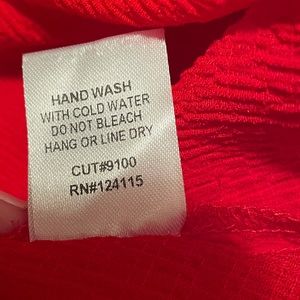 HAND WASH
WITH COLD WATER
DO NOT BLEACH
HANG OR LINE DRY
CUT#9100
RN#124115